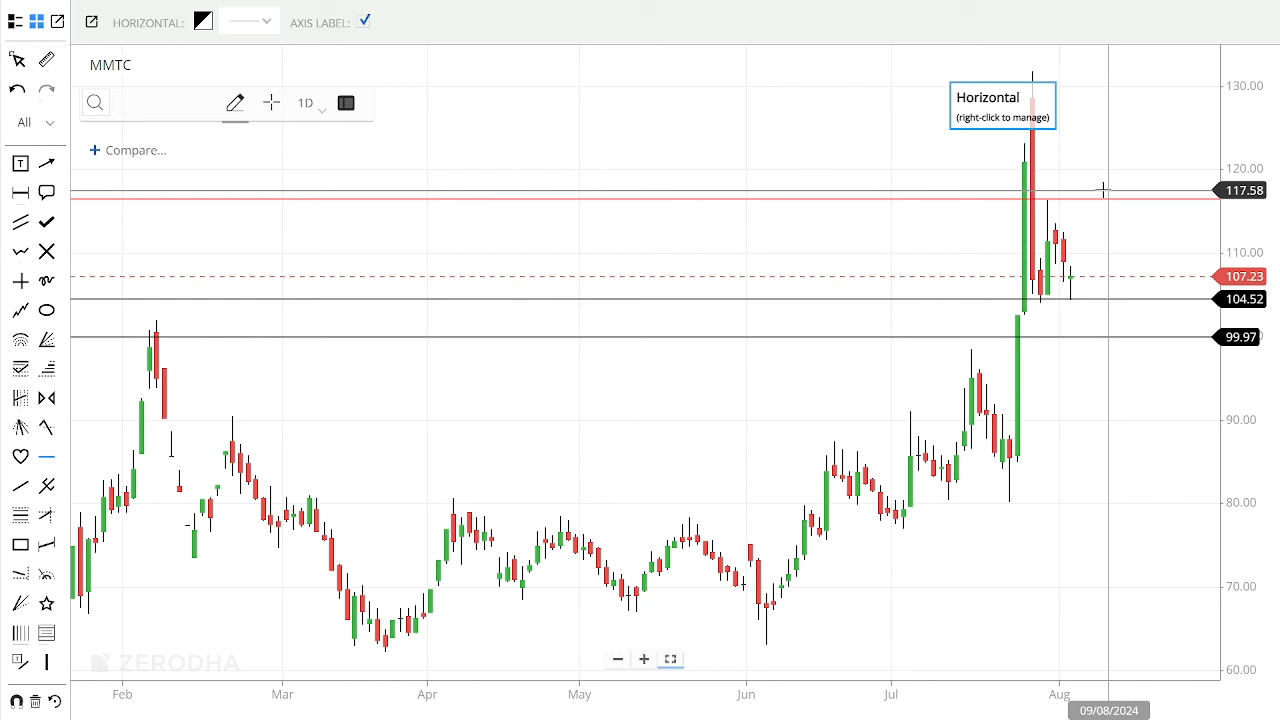 HORIZONTAL:
AXIS LABEL:
MMTC
All
1D
+ Compare...
Horizontal
(right-click to manage)
130.00
120.00
117.58
110.00
107.23
104.52
99.97
90.00
80.00
70.00
60.00
ZERODHA
Feb
Mar
Apr
May
Jun
Jul
Aug
09/08/2024